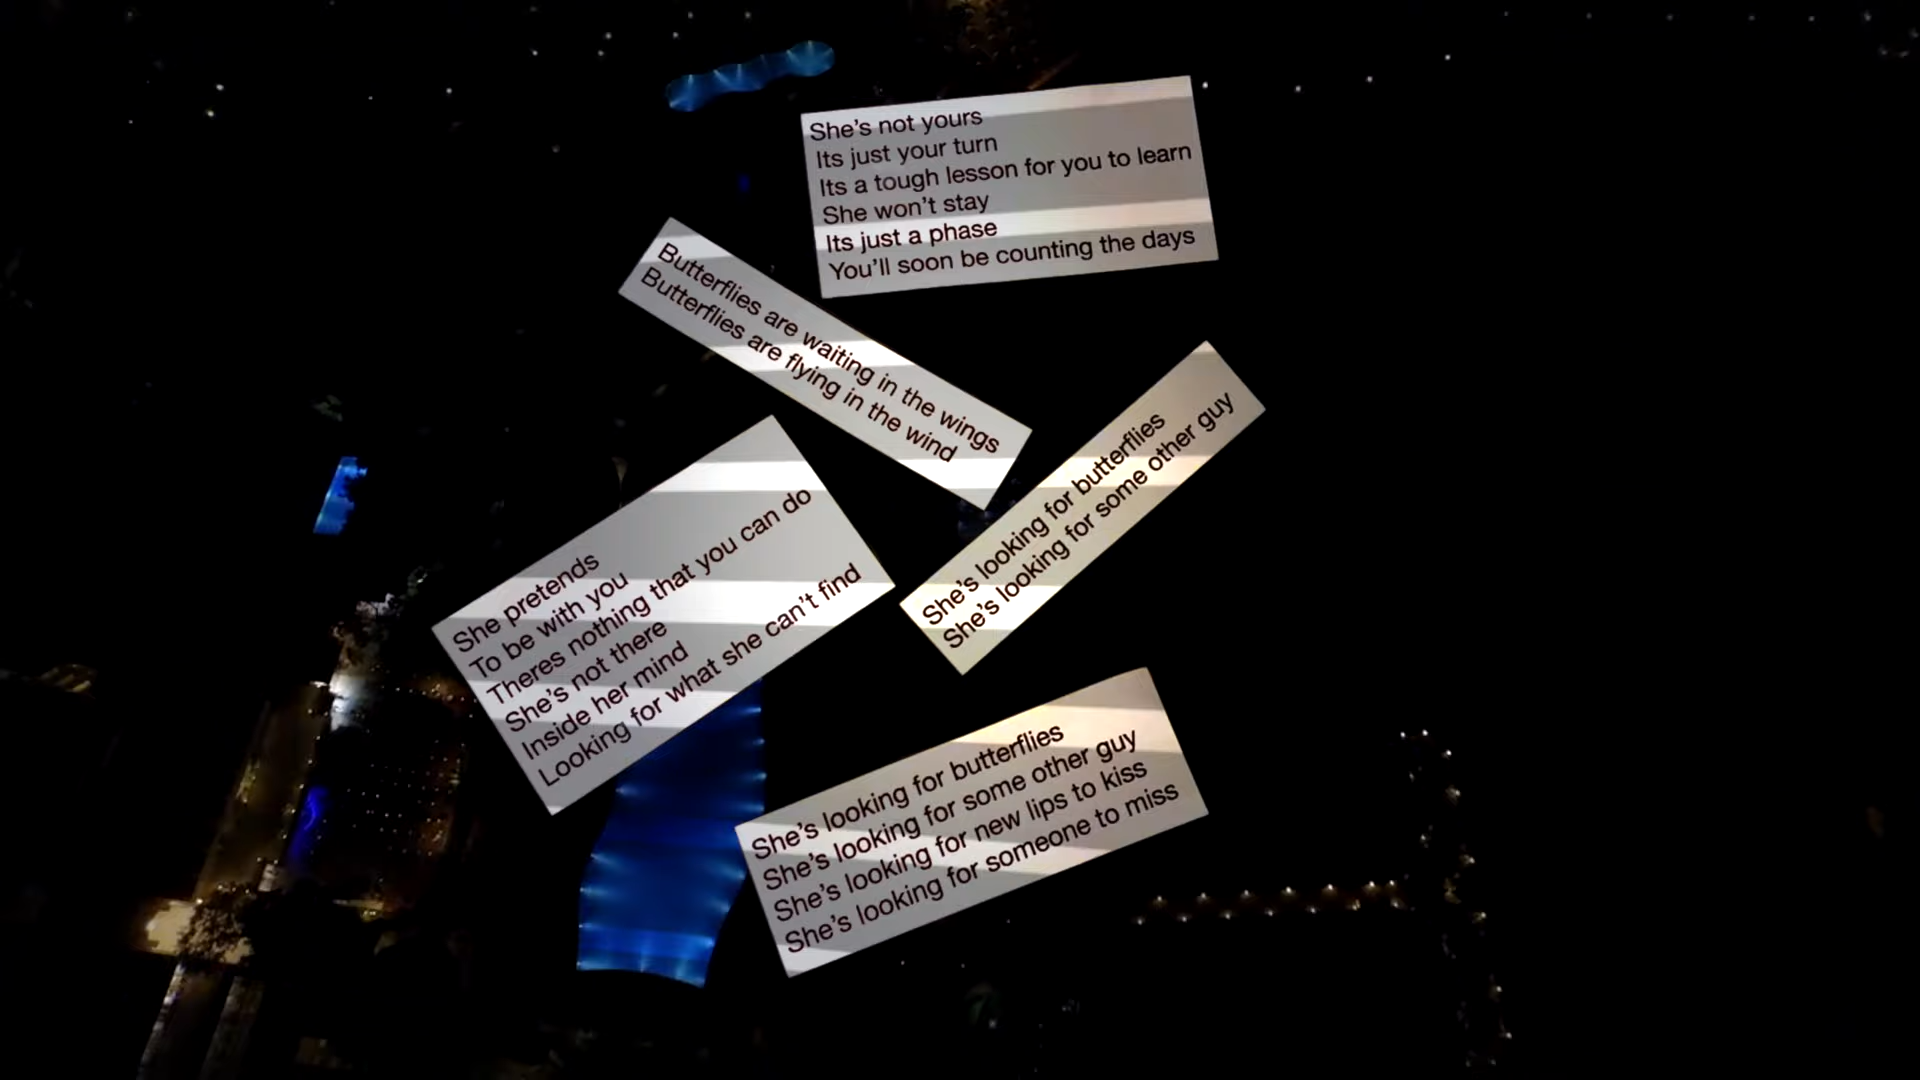 She's not yours
Its just your turn
Its a tough lesson for you to learn
She won't stay
Its just a phase
You'll soon be counting the days
Butterflies are waiting in the wings
Butterflies are flying in the wind
She's looking for butterflies
She's looking for some other guy
She pretends
To be with you
Theres nothing that you can do
She's not there
Inside her mind
Looking for what she can't find
She's looking for butterflies
She's looking for some other guy
She's looking for new lips to kiss
She's looking for someone to miss